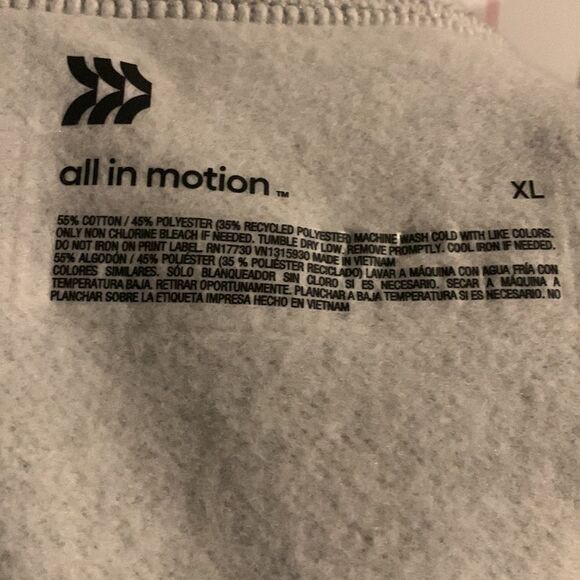 all in motion ™
XL
55% COTTON / 45% POLYESTER (35% RECYCLED POLYESTER) MACHINE WASH COLD WITH LIKE COLORS.
ONLY NON CHLORINE BLEACH IF NEEDED. TUMBLE DRY LOW. REMOVE PROMPTLY. COOL IRON IF NEEDED.
DO NOT IRON ON PRINT LABEL. RN17730 VN1315930 MADE IN VIETNAM
55% ALGODÓN / 45% POLIÉSTER (35 % POLIÉSTER RECICLADO) LAVAR A MÁQUINA CON AGUA FRÍA CON
COLORES SIMILARES. SÓLO BLANQUEADOR SIN CLORO SI ES NECESARIO. SECAR A MÁQUINA A
TEMPERATURA BAJA. RETIRAR OPORTUNAMENTE. PLANCHAR A BAJA TEMPERATURA SI ES NECESARIO. NO
PLANCHAR SOBRE LA ETIQUETA IMPRESA HECHO EN VIETNAM